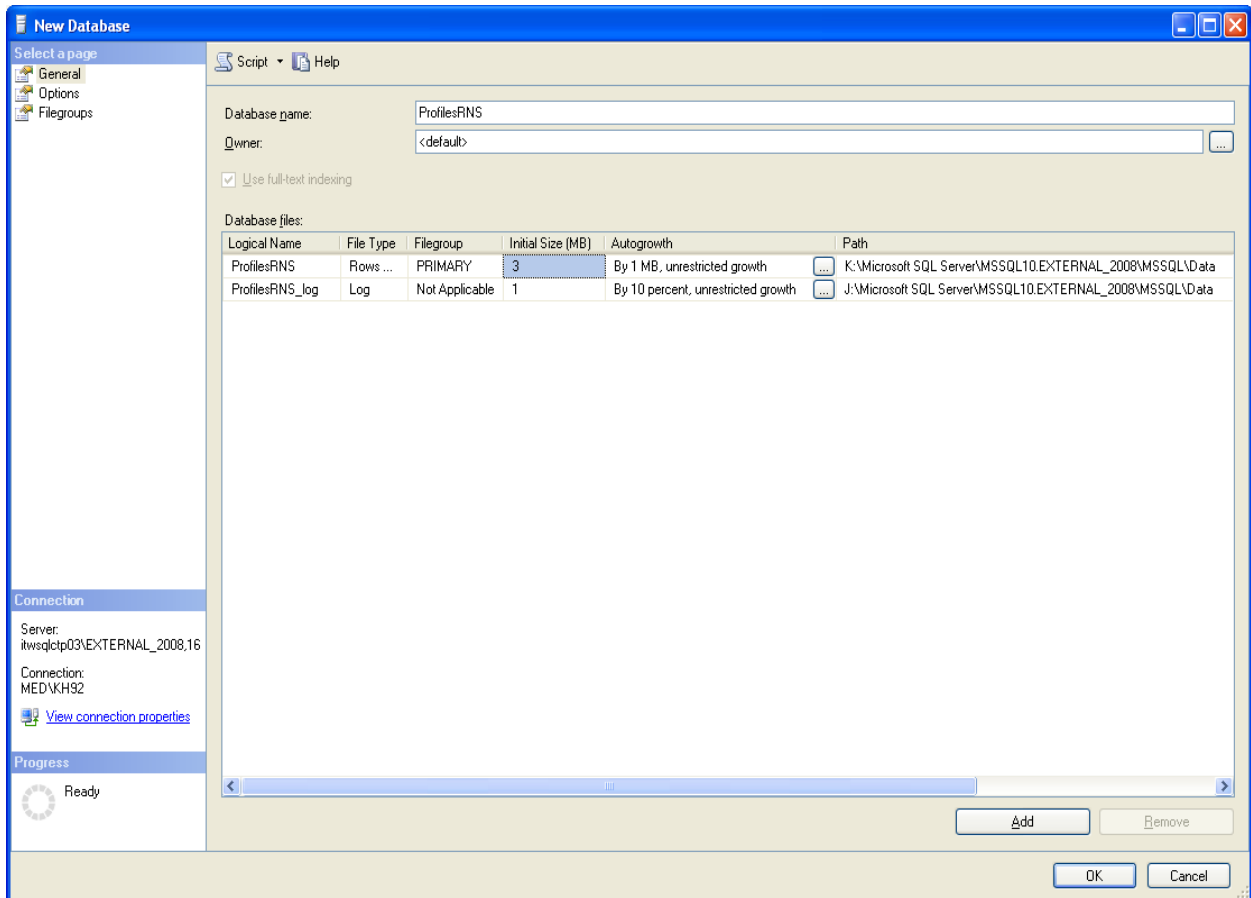 New Database
Select a page
General
Options
Filegroups
Script Help
Database name: ProfilesRNS
Owner: <default> ...
Use full-text indexing
Database files:
Logical Name File Type Filegroup Initial Size (MB) Autogrowth Path
ProfilesRNS Rows ... PRIMARY 3 By 1 MB, unrestricted growth ... K:\Microsoft SQL Server\MSSQL10.EXTERNAL_2008\MSSQL\Data
ProfilesRNS_log Log Not Applicable 1 By 10 percent, unrestricted growth ... J:\Microsoft SQL Server\MSSQL10.EXTERNAL_2008\MSSQL\Data
Connection
Server:
itwsqlctp03\EXTERNAL_2008,16
Connection:
MED\KH92
View connection properties
Progress
Ready
Add Remove
OK Cancel